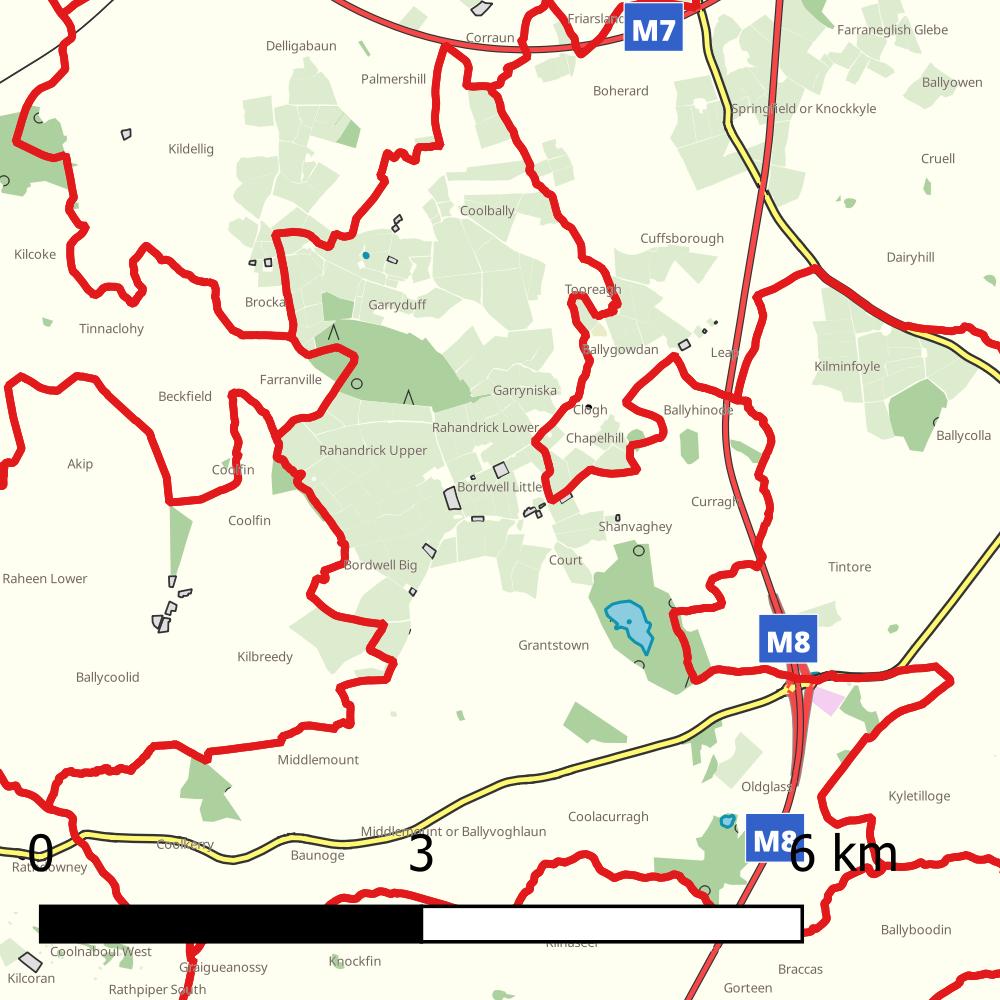 Friarsland
M7
Farraneglish Glebe
Corraun
Delligabaun
Palmershill
Boherard
Ballyowen
Springfield or Knockkyle
Kildellig
Cruell
Coolbally
Cuffsborough
Kilcoke
Dairyhill
Tooreagh
Brocka
Garryduff
Tinnaclohy
Ballygowdan
Leap
Kilminfoyle
Farranville
Garryniska
Beckfield
Clogh
Ballyhinode
Rahandrick Lower
Chapelhill
Ballycolla
Rahandrick Upper
Akip
Coolfin
Bordwell Little
Curragh
Coolfin
Shanvaghey
Court
Bordwell Big
Tintore
Raheen Lower
M8
Grantstown
Kilbreedy
Ballycoolid
Middlemount
Oldglass
Kyletilloge
Coolacurragh
Middlemount or Ballyvoghlaun
M8
Coolkerry
Baunoge
0 3 6 km
Rathdowney
Ballyboodin
Kilnaseer
Coolnaboul West
Knockfin
Graigueanossy
Braccas
Kilcoran
Rathpiper South
Gorteen